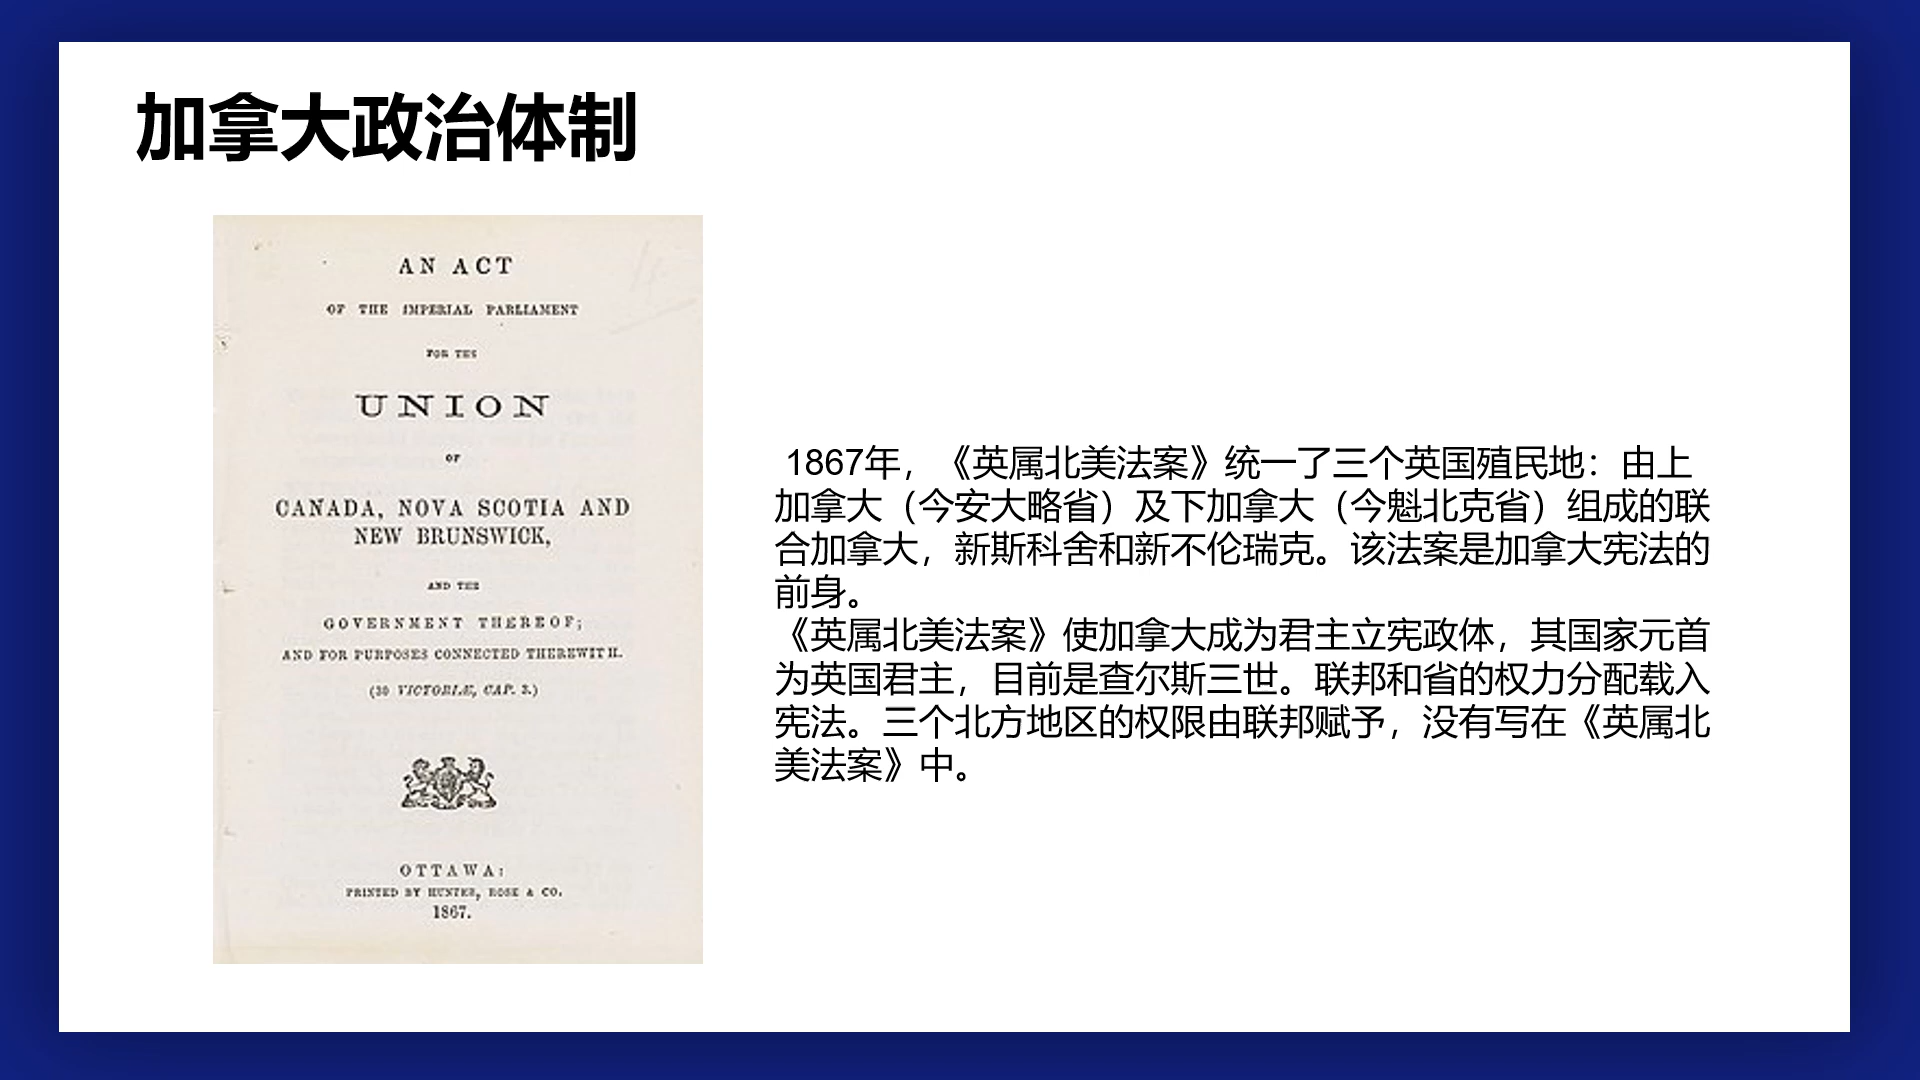 加拿大政治体制
AN ACT
OF THE IMPERIAL PARLIAMENT
FOR THE
UNION
OF
CANADA, NOVA SCOTIA AND
NEW BRUNSWICK,
AND THE
GOVERNMENT THEREOF;
AND FOR PURPOSES CONNECTED THEREWITH.
(30 VICTORIÆ, CAP. 3.)
OTTAWA:
PRINTED BY HUNTER, ROSE & CO.
1867.
1867年，《英属北美法案》统一了三个英国殖民地：由上
加拿大（今安大略省）及下加拿大（今魁北克省）组成的联
合加拿大，新斯科舍和新不伦瑞克。该法案是加拿大宪法的
前身。
《英属北美法案》使加拿大成为君主立宪政体，其国家元首
为英国君主，目前是查尔斯三世。联邦和省的权力分配载入
宪法。三个北方地区的权限由联邦赋予，没有写在《英属北
美法案》中。